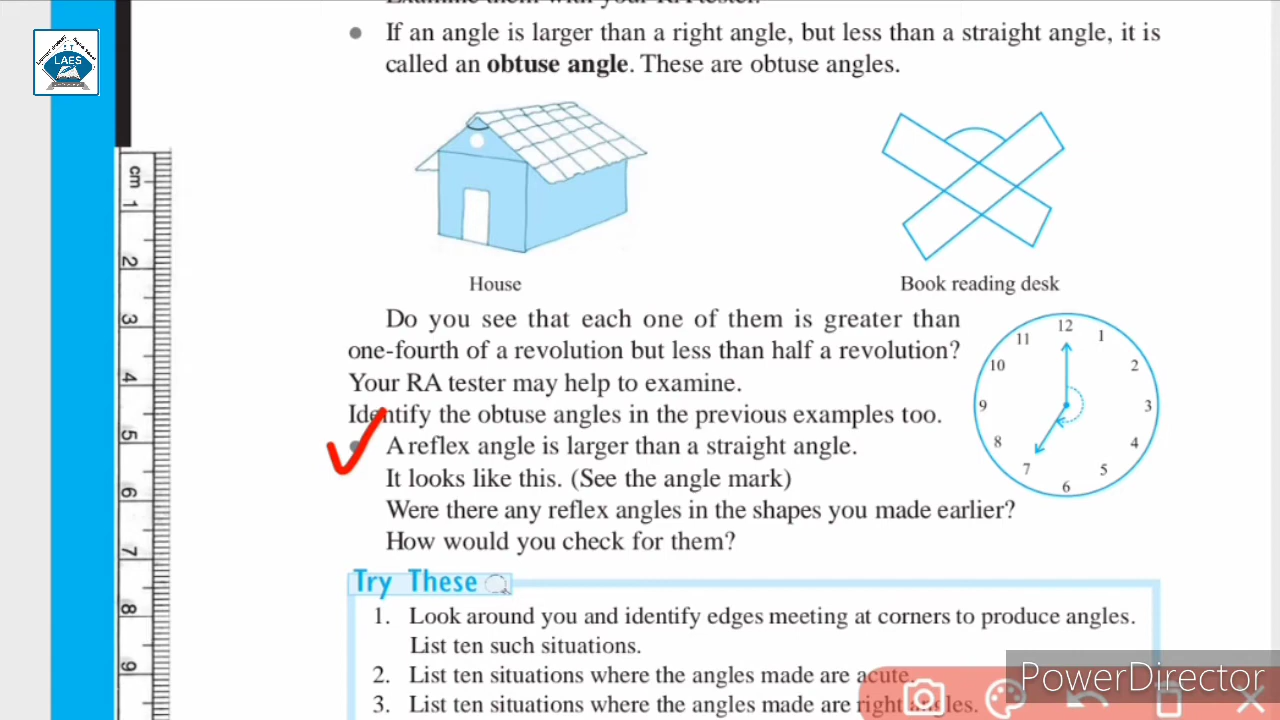 Examine them with your RA tester.
LAES
● If an angle is larger than a right angle, but less than a straight angle, it is
called an obtuse angle. These are obtuse angles.
House
Book reading desk
Do you see that each one of them is greater than
one-fourth of a revolution but less than half a revolution?
Your RA tester may help to examine.
Identify the obtuse angles in the previous examples too.
● A reflex angle is larger than a straight angle.
It looks like this. (See the angle mark)
Were there any reflex angles in the shapes you made earlier?
How would you check for them?
12
1
2
3
4
5
6
7
8
9
10
11
cm
1
2
3
4
5
6
7
8
9
Try These
1. Look around you and identify edges meeting at corners to produce angles.
List ten such situations.
2. List ten situations where the angles made are acute.
3. List ten situations where the angles made are right angles.
PowerDirector